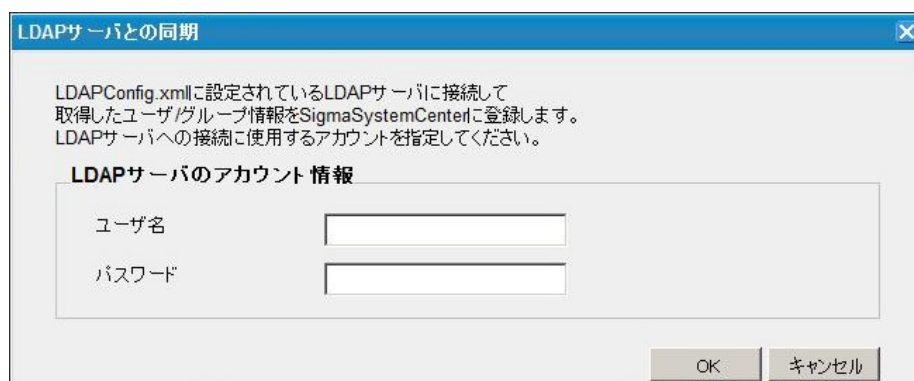 LDAPサーバとの同期
LDAPConfig.xmlに設定されているLDAPサーバに接続して
取得したユーザ/グループ情報をSigmaSystemCenterに登録します。
LDAPサーバへの接続に使用するアカウントを指定してください。
LDAPサーバのアカウント情報
ユーザ名
パスワード
OK キャンセル